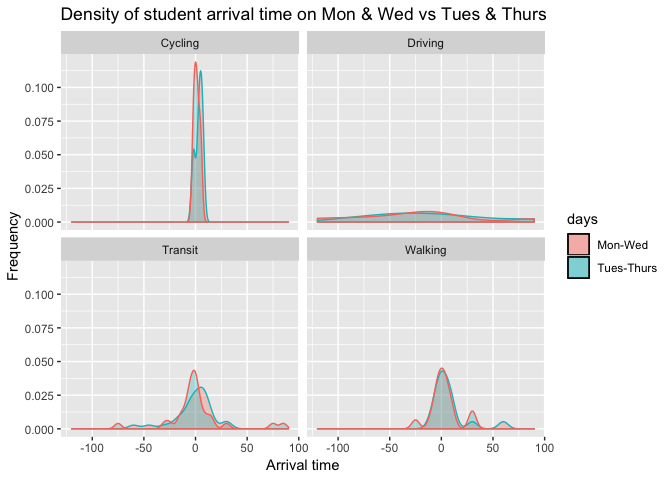 Density of student arrival time on Mon & Wed vs Tues & Thurs
Cycling Driving
0.100
0.075
0.050
0.025
0.000
Transit Walking
0.100
0.075
0.050
0.025
0.000
-100 -50 0 50 100 -100 -50 0 50 100
Arrival time
Frequency
days
Mon-Wed
Tues-Thurs